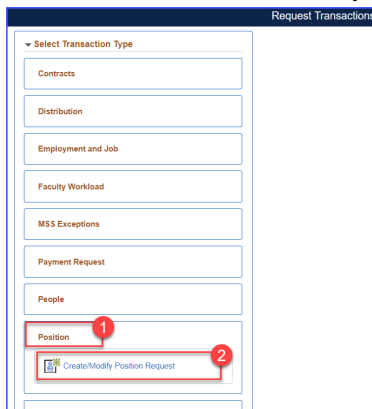 Request Transactions
Select Transaction Type
Contracts
Distribution
Employment and Job
Faculty Workload
MSS Exceptions
Payment Request
People
1
Position
2
Create/Modify Position Request